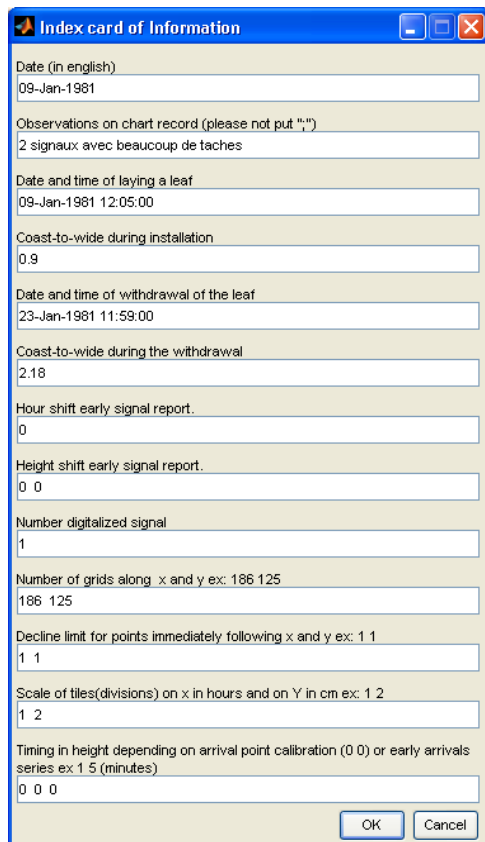 Index card of Information
Date (in english)
09-Jan-1981
Observations on chart record (please not put ";")
2 signaux avec beaucoup de taches
Date and time of laying a leaf
09-Jan-1981 12:05:00
Coast-to-wide during installation
0.9
Date and time of withdrawal of the leaf
23-Jan-1981 11:59:00
Coast-to-wide during the withdrawal
2.18
Hour shift early signal report.
0
Height shift early signal report.
0 0
Number digitalized signal
1
Number of grids along x and y ex: 186 125
186 125
Decline limit for points immediately following x and y ex: 1 1
1 1
Scale of tiles(divisions) on x in hours and on Y in cm ex: 1 2
1 2
Timing in height depending on arrival point calibration (0 0) or early arrivals
series ex 1 5 (minutes)
0 0 0
OK Cancel